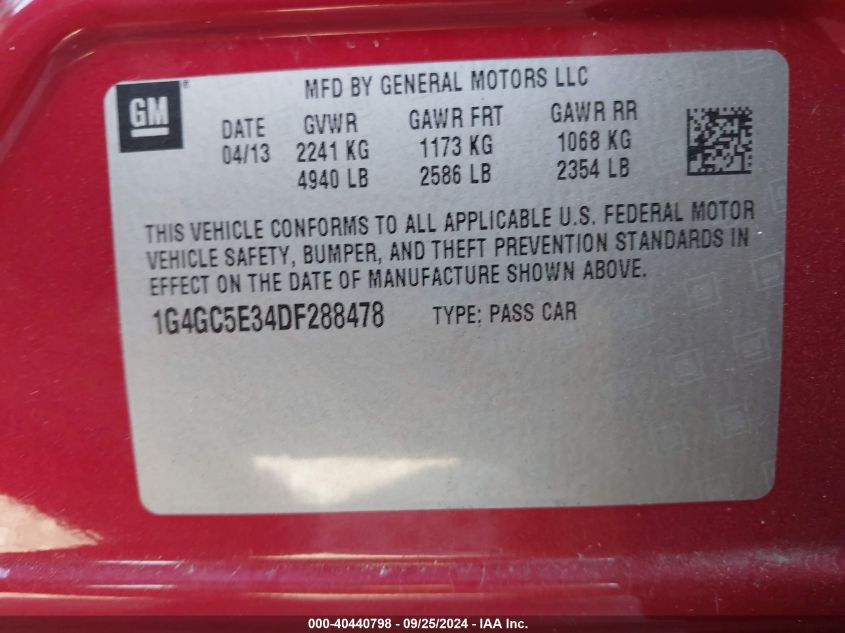 MFD BY GENERAL MOTORS LLC
GM®
DATE GVWR GAWR FRT GAWR RR
04/13 2241 KG 1173 KG 1068 KG
4940 LB 2586 LB 2354 LB
THIS VEHICLE CONFORMS TO ALL APPLICABLE U.S. FEDERAL MOTOR
VEHICLE SAFETY, BUMPER, AND THEFT PREVENTION STANDARDS IN
EFFECT ON THE DATE OF MANUFACTURE SHOWN ABOVE.
1G4GC5E34DF288478 TYPE: PASS CAR
000-40440798 - 09/25/2024 - IAA Inc.